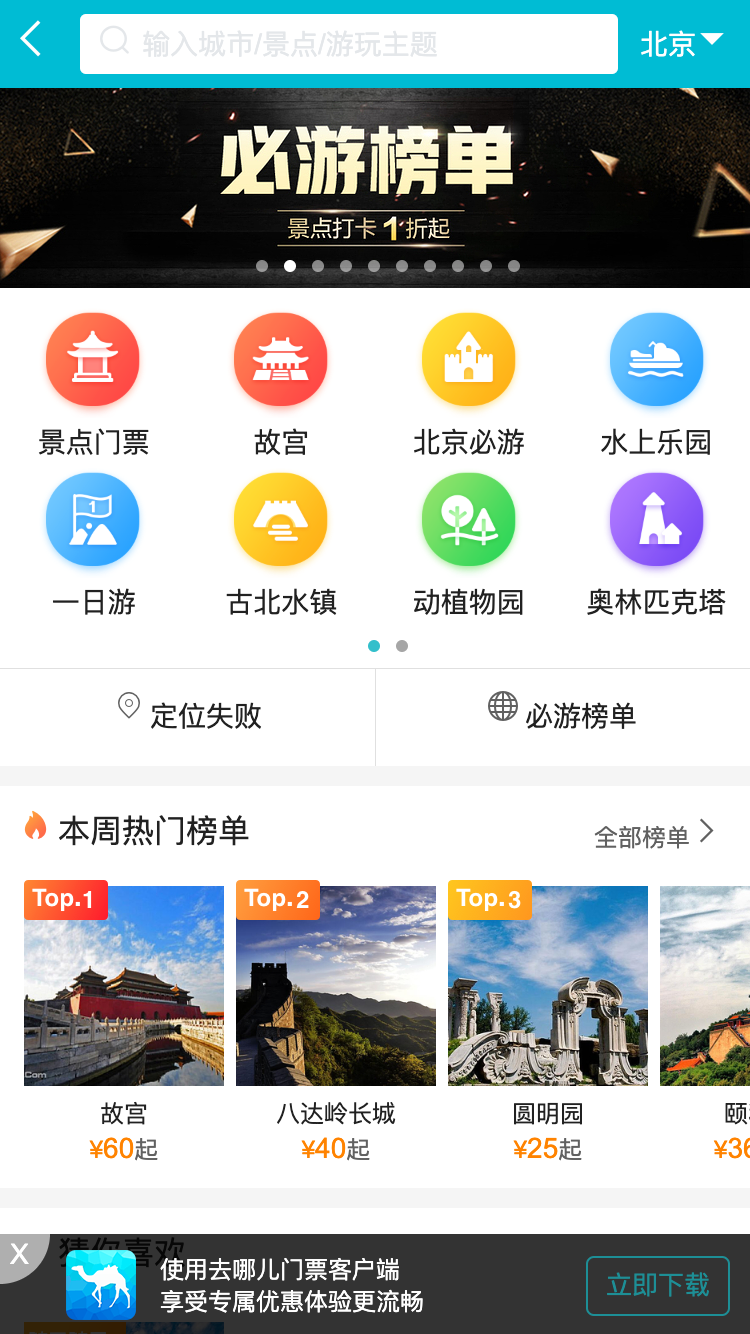 输入城市/景点/游玩主题
北京
必游榜单
景点打卡1折起
景点门票
故宫
北京必游
水上乐园
1
一日游
古北水镇
动植物园
奥林匹克塔
定位失败
必游榜单
本周热门榜单
全部榜单
Top.1
Top.2
Top.3
Com
故宫
八达岭长城
圆明园
颐
¥60起
¥40起
¥25起
¥36
猜你喜欢
X
使用去哪儿门票客户端
享受专属优惠体验更流畅
立即下载